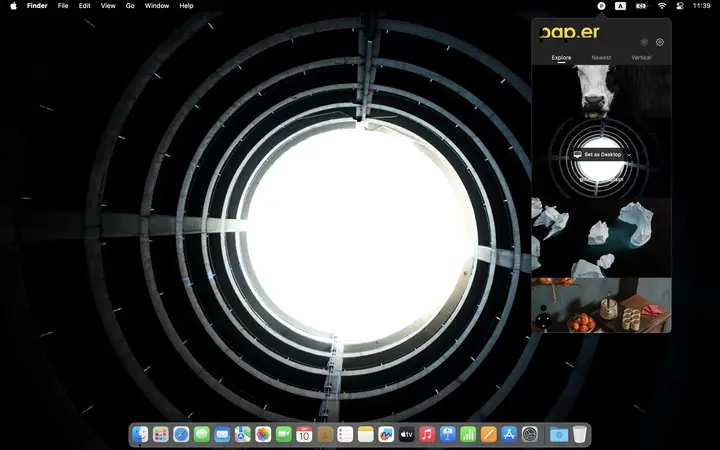 Finder File Edit View Go Window Help
A
11:39
pap.er
Explore Newest Vertical
Set as Desktop
10
tv